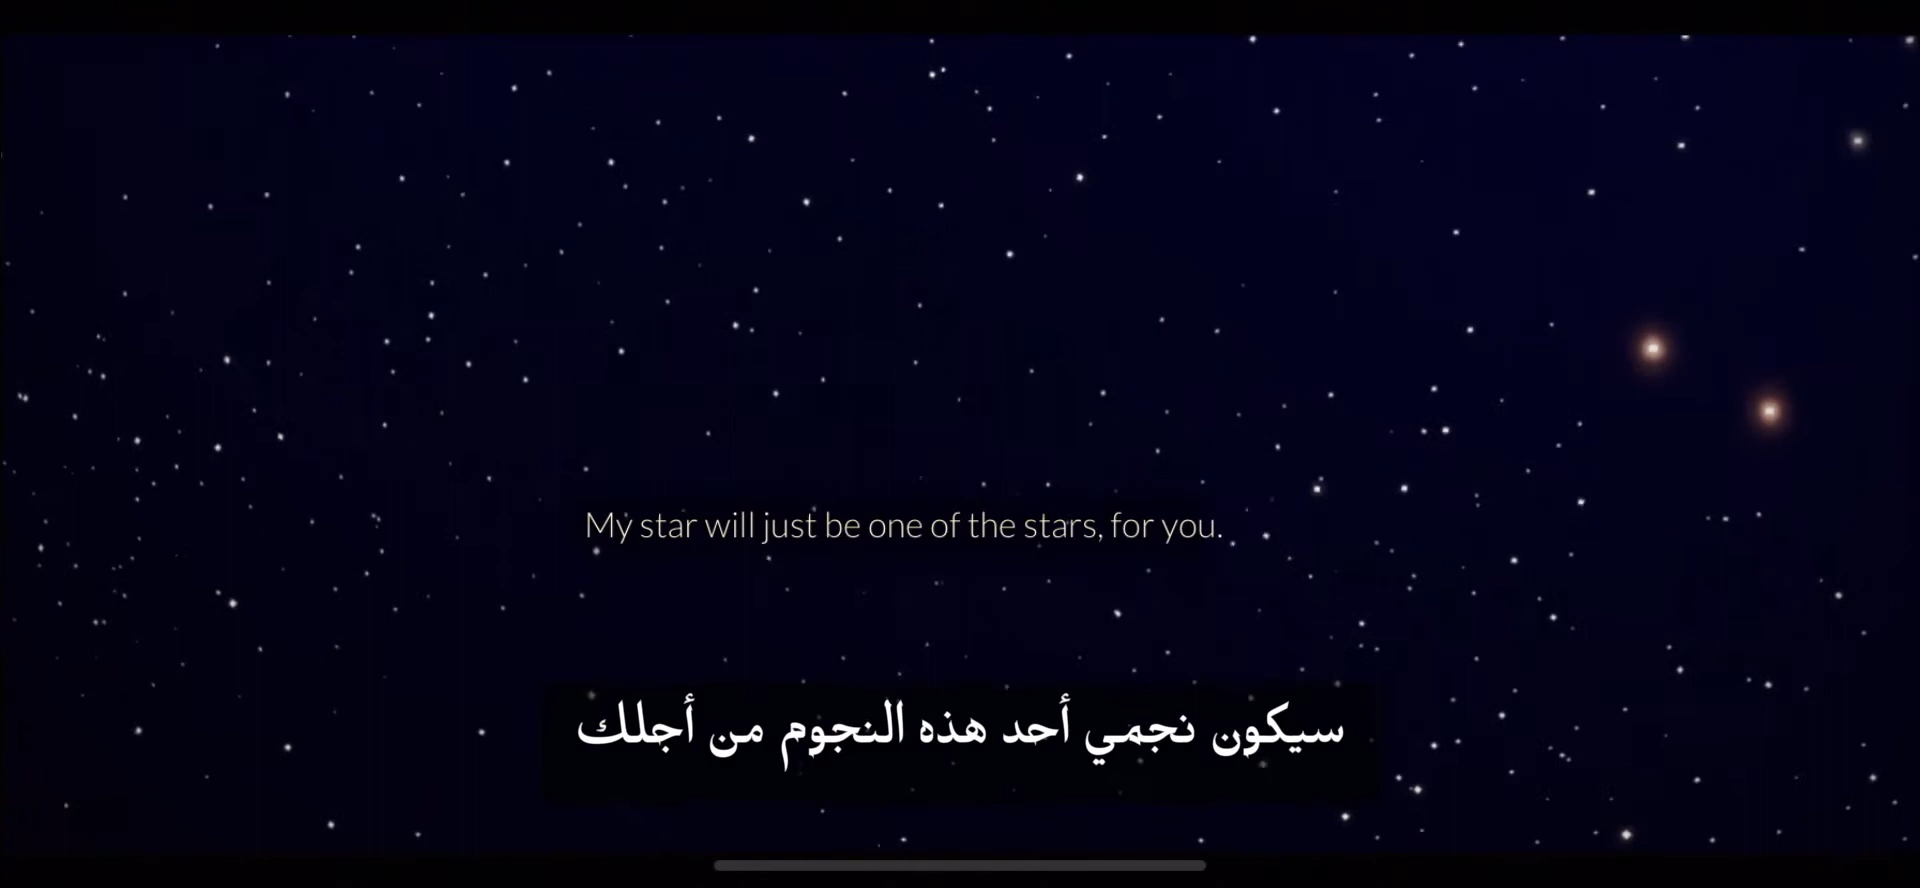 My star will just be one of the stars, for you.
سيكون نجمي أحد هذه النجوم من أجلك